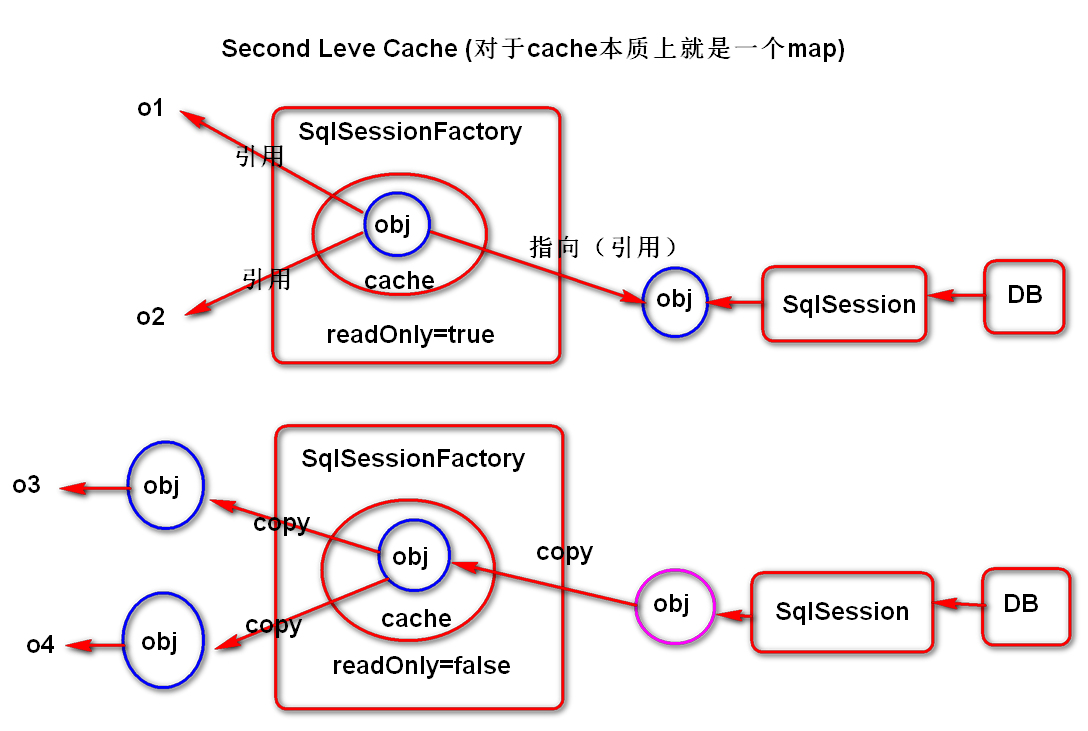 Second Leve Cache (对于cache本质上就是一个map)
o1
SqlSessionFactory
引用
obj
指向（引用）
引用
cache
obj
SqlSession
DB
o2
readOnly=true
SqlSessionFactory
o3
obj
copy
obj
copy
cache
obj
SqlSession
DB
copy
o4
obj
readOnly=false